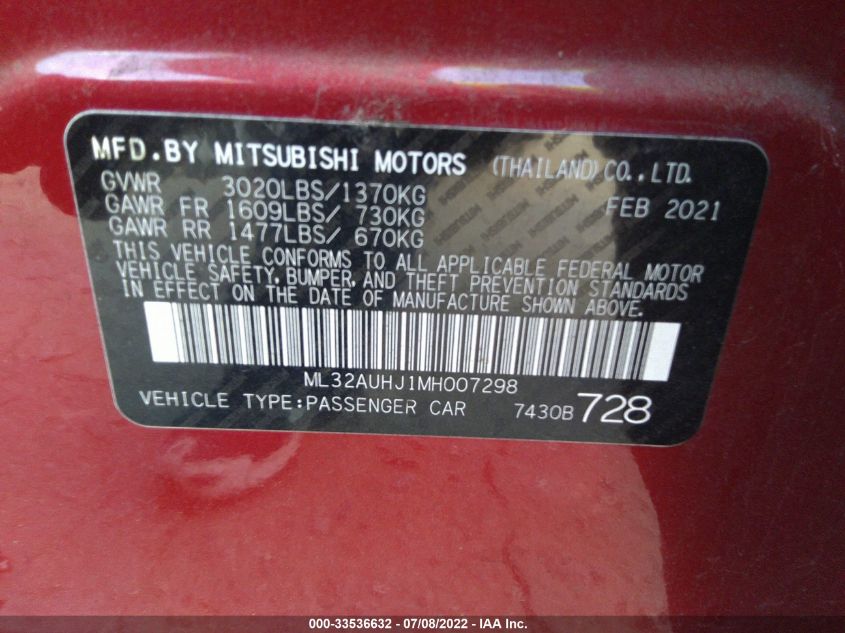 MFD.BY MITSUBISHI MOTORS (THAILAND)CO.,LTD.
GVWR 3020LBS/1370KG FEB 2021
GAWR FR 1609LBS/ 730KG
GAWR RR 1477LBS/ 670KG
THIS VEHICLE CONFORMS TO ALL APPLICABLE FEDERAL MOTOR
VEHICLE SAFETY, BUMPER, AND THEFT PREVENTION STANDARDS
IN EFFECT ON THE DATE OF MANUFACTURE SHOWN ABOVE.
ML32AUHJ1MH007298
VEHICLE TYPE:PASSENGER CAR 7430B 728
000-33536632 - 07/08/2022 - IAA Inc.